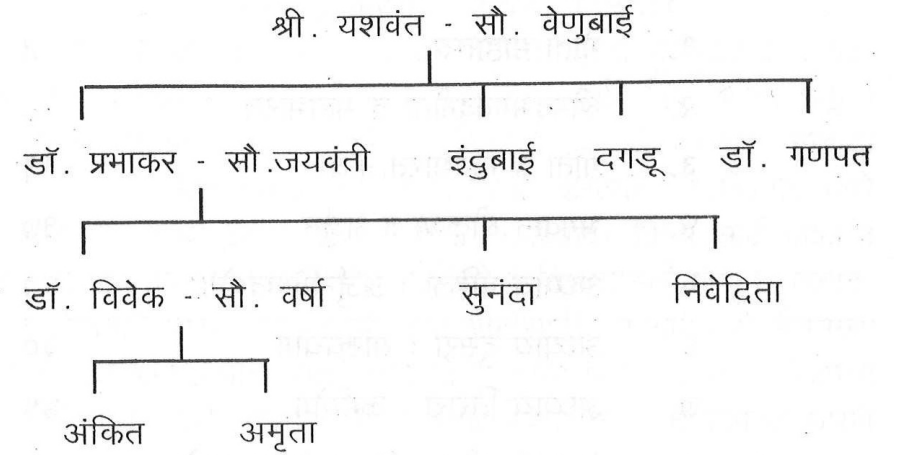 श्री. यशवंत - सौ. वेणुबाई
डॉ. प्रभाकर - सौ.जयवंती इंदुबाई दगडू डॉ. गणपत
डॉ. विवेक - सौ. वर्षा सुनंदा निवेदिता
अंकित अमृता